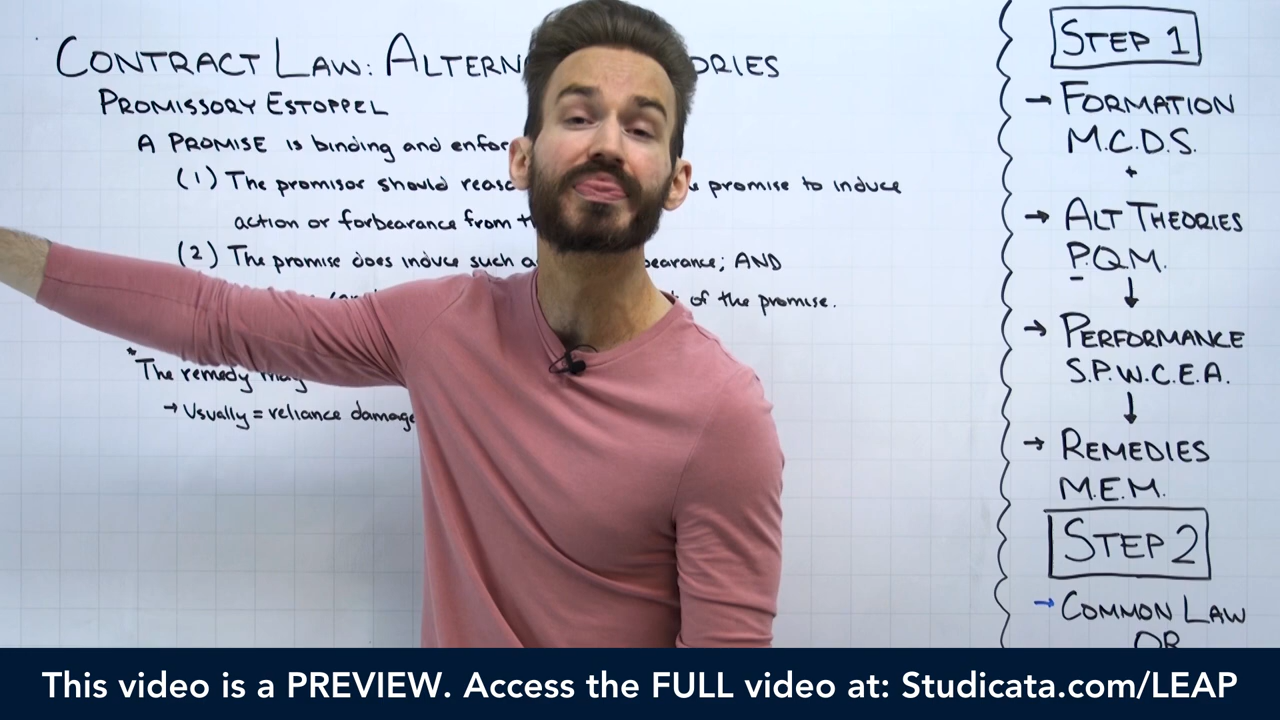 CONTRACT LAW: ALTERN ORIES
PROMISSORY ESTOPPEL
A PROMISE is binding and enfor
(1) The promisor should reaso promise to induce
action or forbearance from
(2) The promise does induce such a bearance; AND
of the promise.
*The remedy may
→ Usually = reliance damage
STEP 1
→ FORMATION
M.C.D.S.
+
→ ALT THEORIES
P.Q.M.
↓
→ PERFORMANCE
S.P.W.C.E.A.
↓
→ REMEDIES
M.E.M.
STEP 2
→ COMMON LAW
OR
This video is a PREVIEW. Access the FULL video at: Studicata.com/LEAP